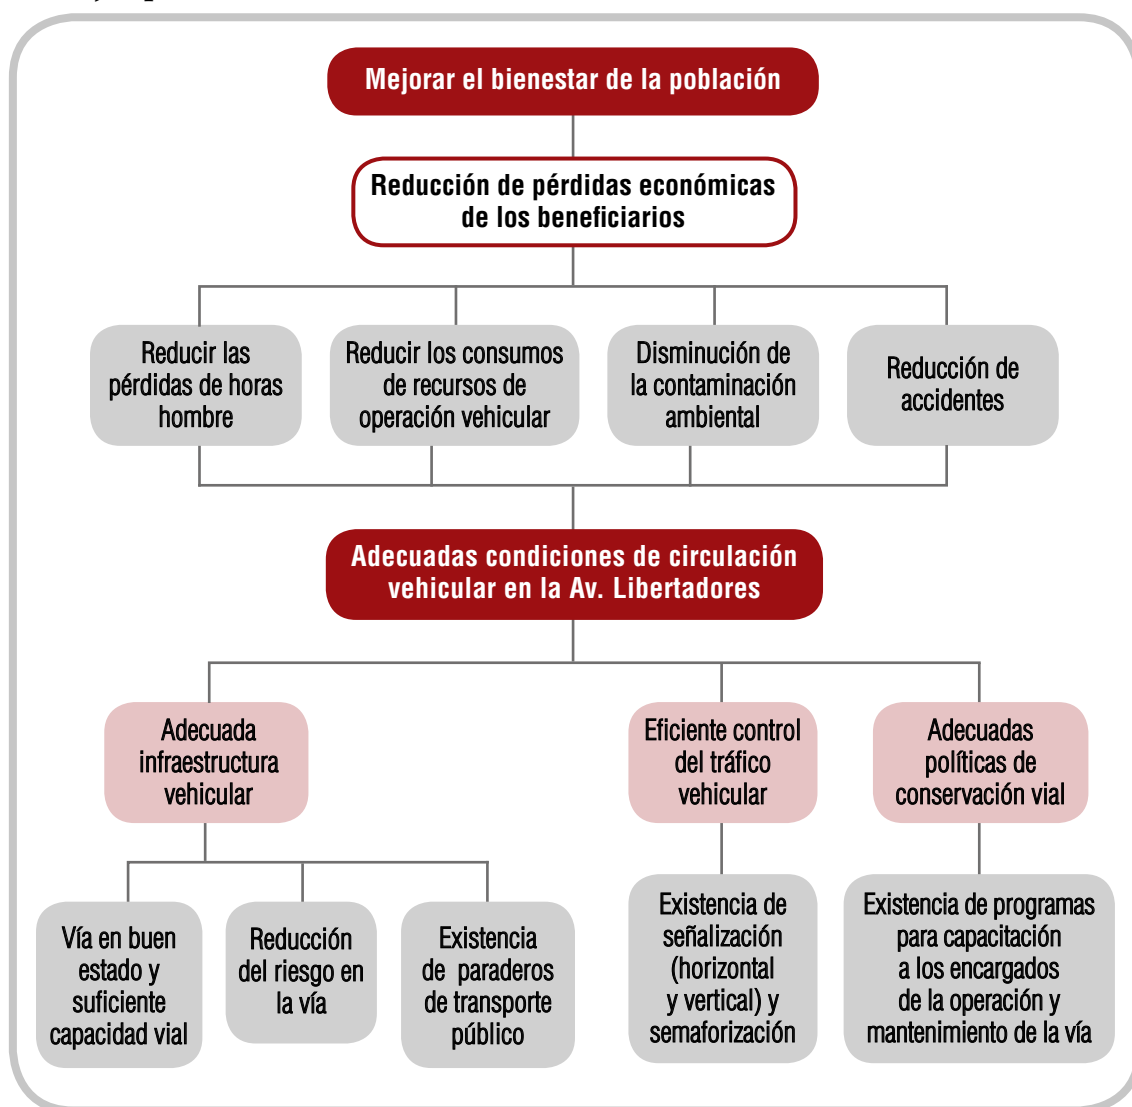 Mejorar el bienestar de la población
Reducción de pérdidas económicas
de los beneficiarios
Reducir las
pérdidas de horas
hombre
Reducir los consumos
de recursos de
operación vehicular
Disminución de
la contaminación
ambiental
Reducción de
accidentes
Adecuadas condiciones de circulación
vehicular en la Av. Libertadores
Adecuada
infraestructura
vehicular
Eficiente control
del tráfico
vehicular
Adecuadas
políticas de
conservación vial
Vía en buen
estado y
suficiente
capacidad vial
Reducción
del riesgo en
la vía
Existencia
de paraderos
de transporte
público
Existencia de
señalización
(horizontal
y vertical) y
semaforización
Existencia de programas
para capacitación
a los encargados
de la operación y
mantenimiento de la vía